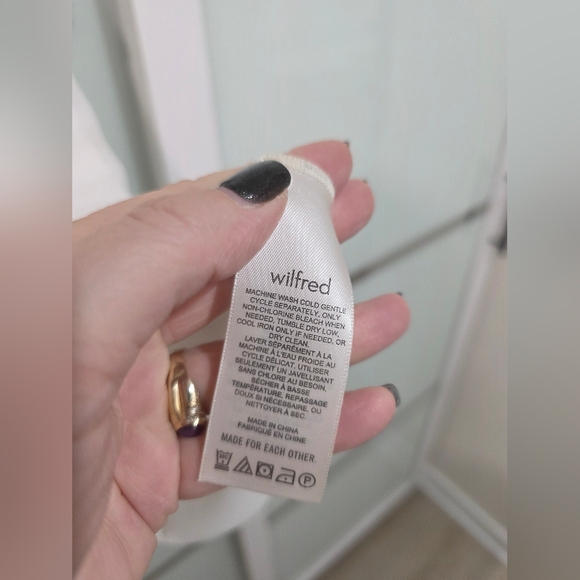 wilfred
MACHINE WASH COLD GENTLE
CYCLE SEPARATELY, ONLY
NON-CHLORINE BLEACH WHEN
NEEDED, TUMBLE DRY LOW,
COOL IRON ONLY IF NEEDED, OR
DRY CLEAN.
LAVER SÉPARÉMENT À LA
MACHINE À L'EAU FROIDE AU
CYCLE DÉLICAT. UTILISER
SEULEMENT UN JAVELLISANT
SANS CHLORE AU BESOIN,
SÉCHER À BASSE
TEMPÉRATURE, REPASSAGE
DOUX SI NÉCESSAIRE, OU
NETTOYER À SEC.
MADE IN CHINA
FABRIQUÉ EN CHINE
MADE FOR EACH OTHER.
P